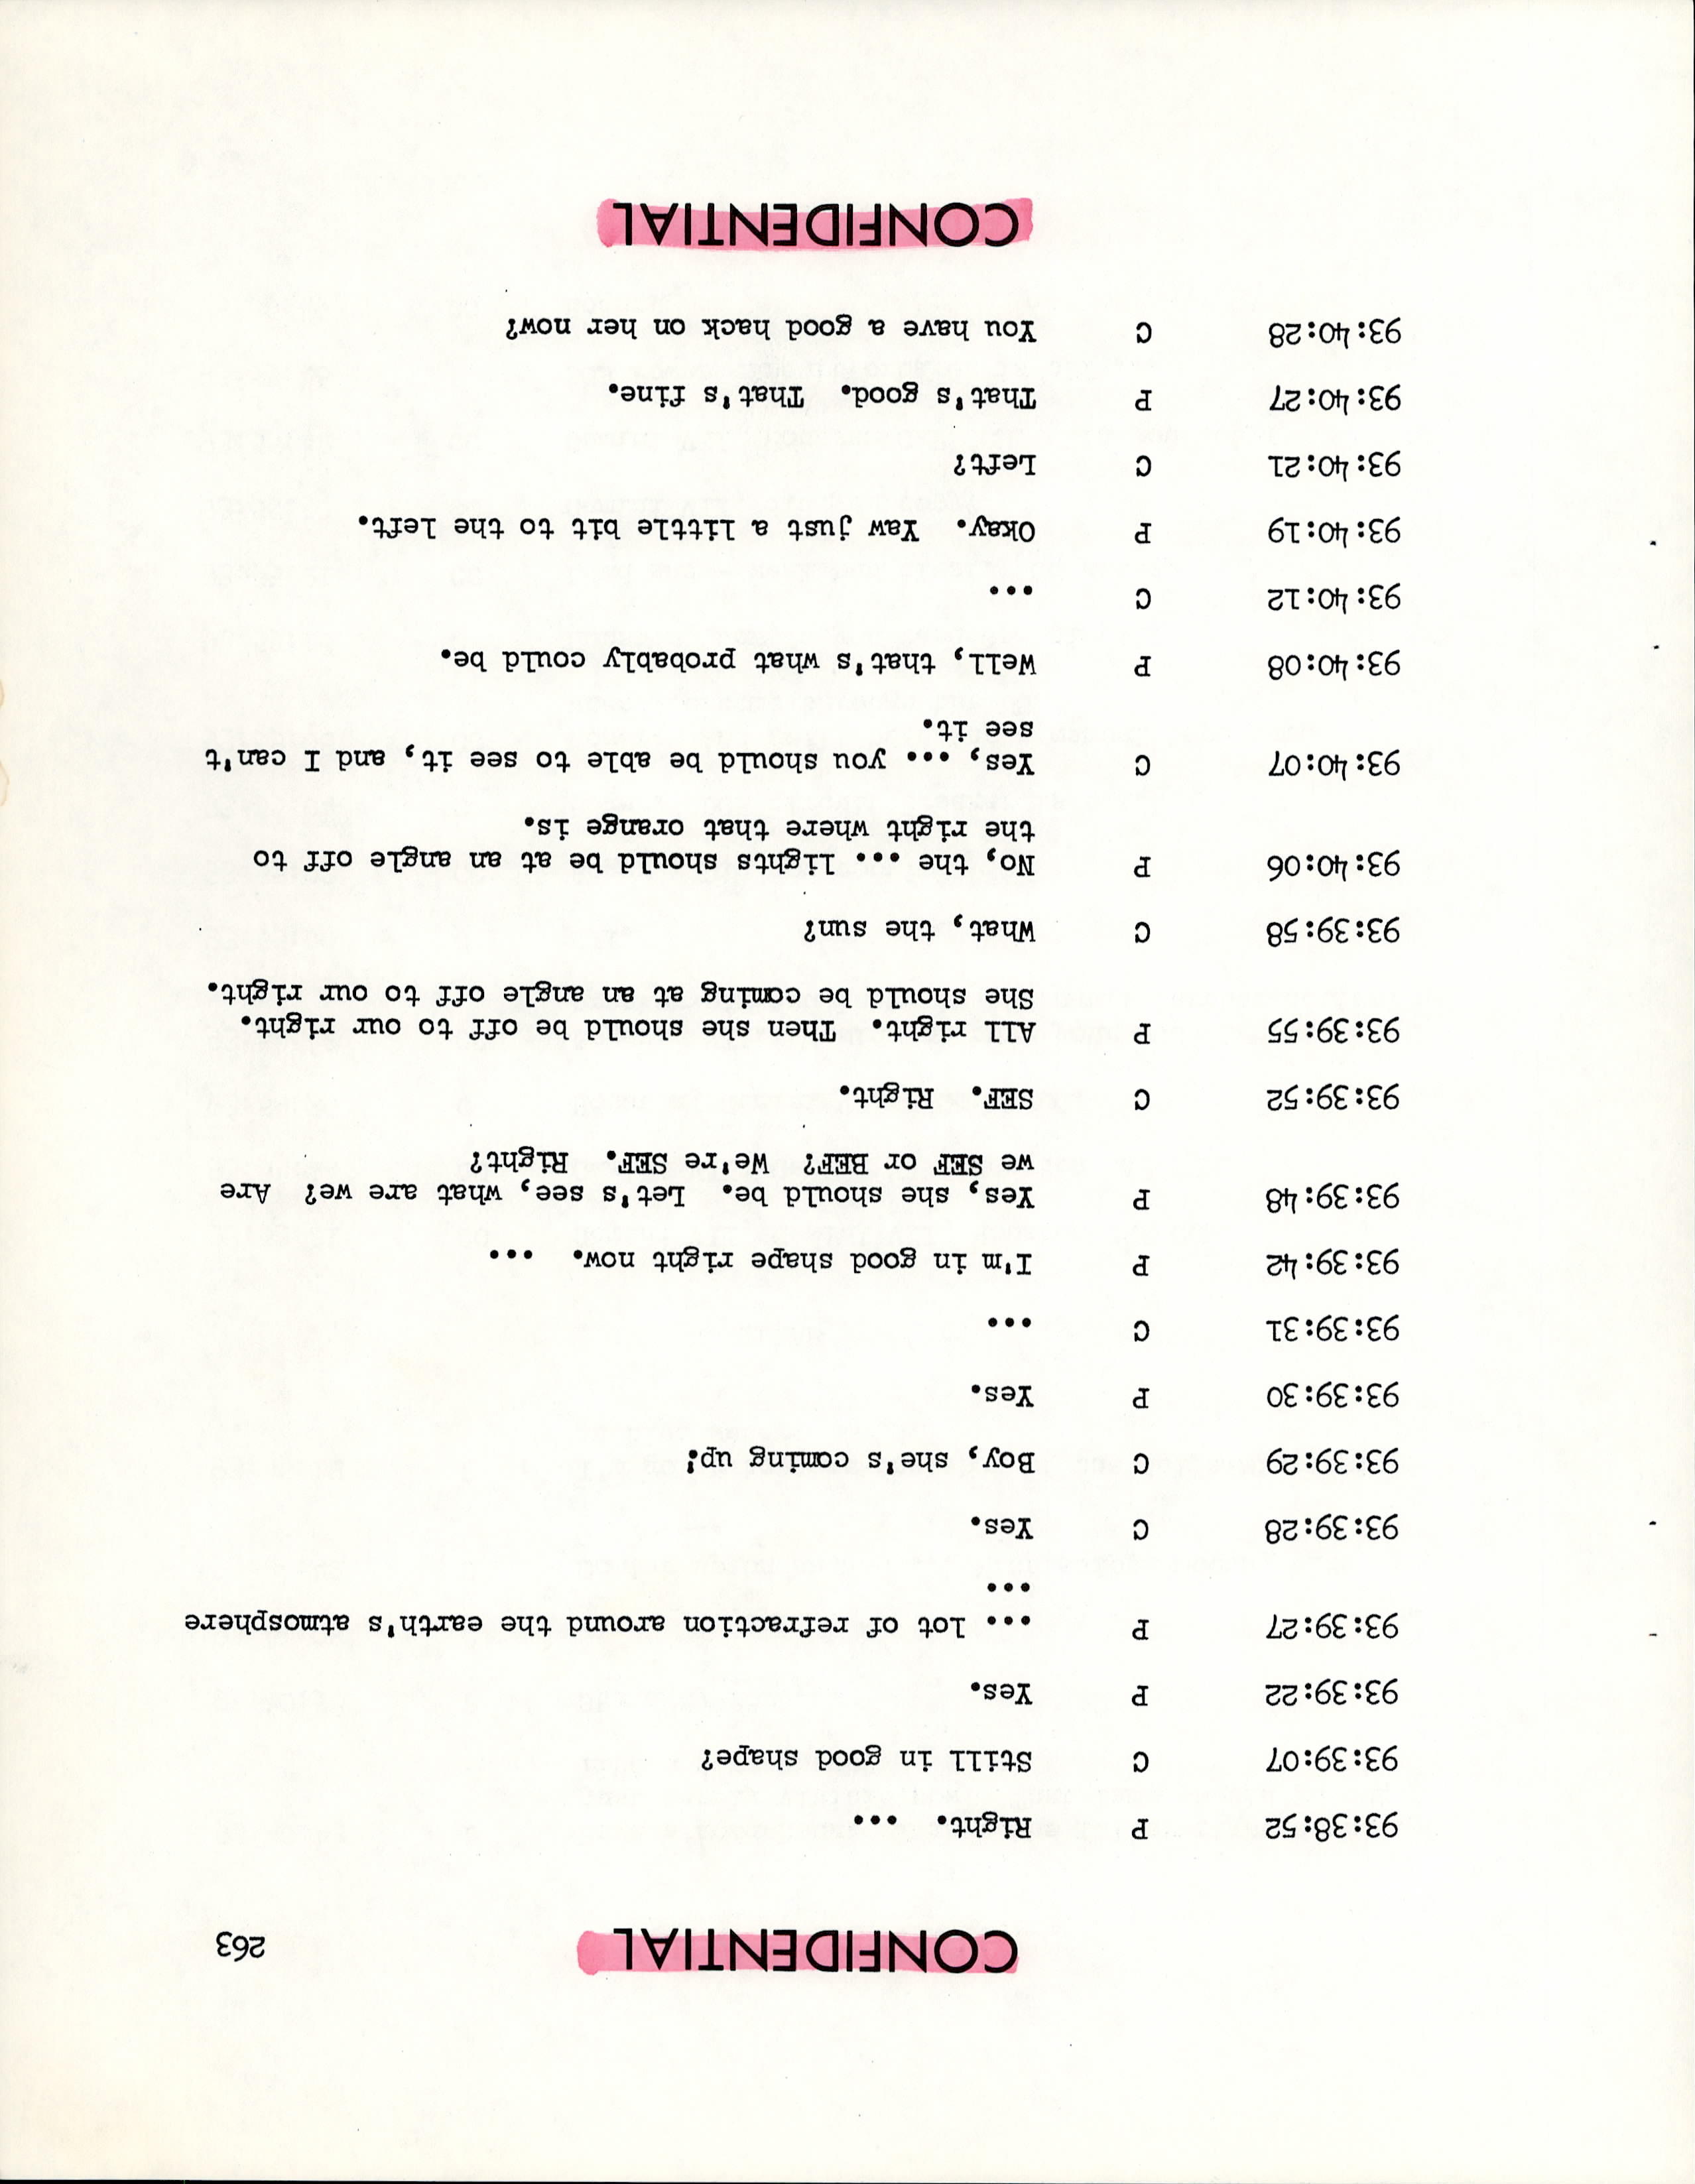 CONFIDENTIAL 263
93:38:52 P Right. ...
93:39:07 C Still in good shape?
93:39:22 P Yes.
93:39:27 P ... lot of refraction around the earth's atmosphere
...
93:39:28 C Yes.
93:39:29 C Boy, she's coming up!
93:39:30 P Yes.
93:39:31 C ...
93:39:42 P I'm in good shape right now. ...
93:39:48 P Yes, she should be. Let's see, what are we? Are
we SEF or BEF? We're SEF. Right?
93:39:52 C SEF. Right.
93:39:55 P All right. Then she should be off to our right.
She should be coming at an angle off to our right.
93:39:58 C What, the sun?
93:40:06 P No, the ... lights should be at an angle off to
the right where that orange is.
93:40:07 C Yes, ... you should be able to see it, and I can't
see it.
93:40:08 P Well, that's what probably could be.
93:40:12 C ...
93:40:19 P Okay. Yaw just a little bit to the left.
93:40:21 C Left?
93:40:27 P That's good. That's fine.
93:40:28 C You have a good hack on her now?
CONFIDENTIAL